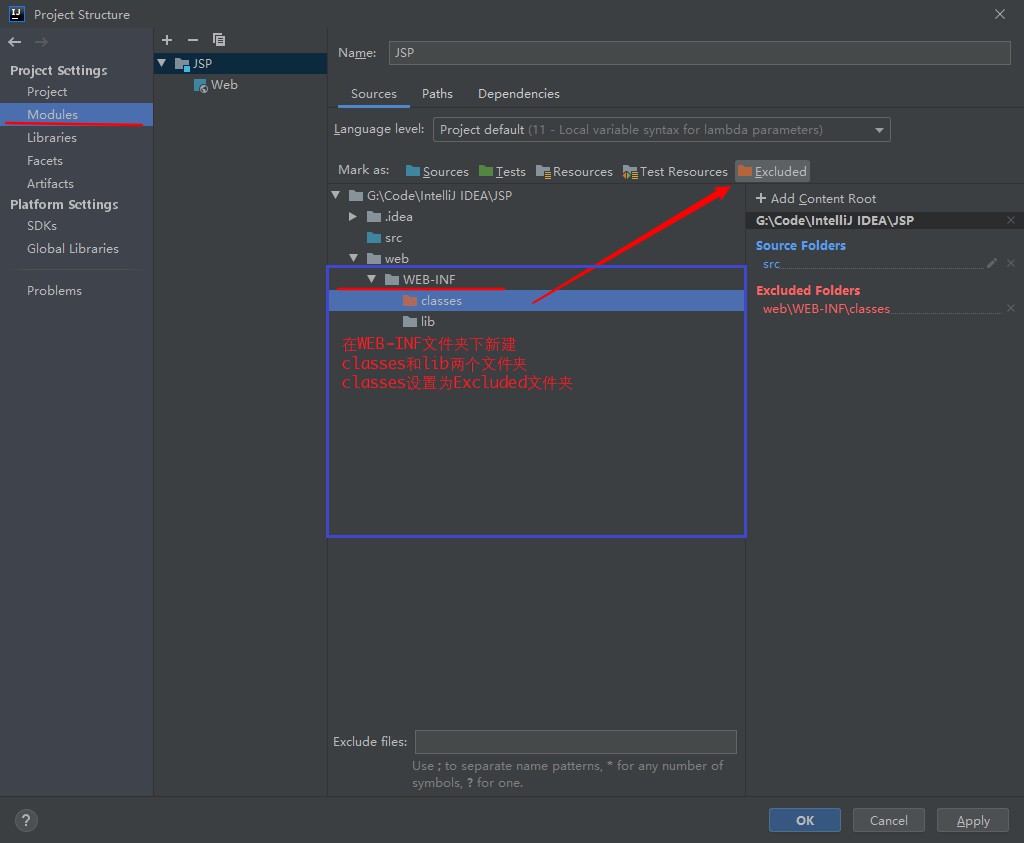 Project Structure
Project Settings
Project
Modules
Libraries
Facets
Artifacts
Platform Settings
SDKs
Global Libraries
Problems
JSP
Web
Name: JSP
Sources Paths Dependencies
Language level: Project default (11 - Local variable syntax for lambda parameters)
Mark as: Sources Tests Resources Test Resources Excluded
G:\Code\IntelliJ IDEA\JSP
.idea
src
web
WEB-INF
classes
lib
在WEB-INF文件夹下新建
classes和lib两个文件夹
classes设置为Excluded文件夹
+ Add Content Root
G:\Code\IntelliJ IDEA\JSP
Source Folders
src
Excluded Folders
web\WEB-INF\classes
Exclude files:
Use ; to separate name patterns, * for any number of
symbols, ? for one.
?
OK Cancel Apply